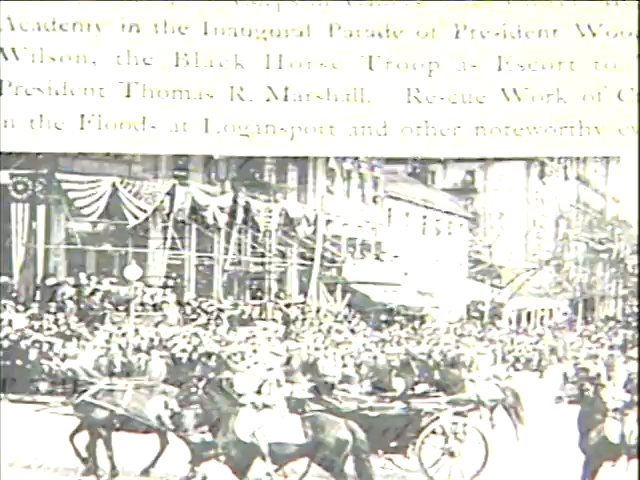 Academy in the Inaugural Parade of President
Wilson, the Black Horse Troop as Escort to
President Thomas R. Marshall. Rescue Work of
n the Floods at Logansport and other noteworthy